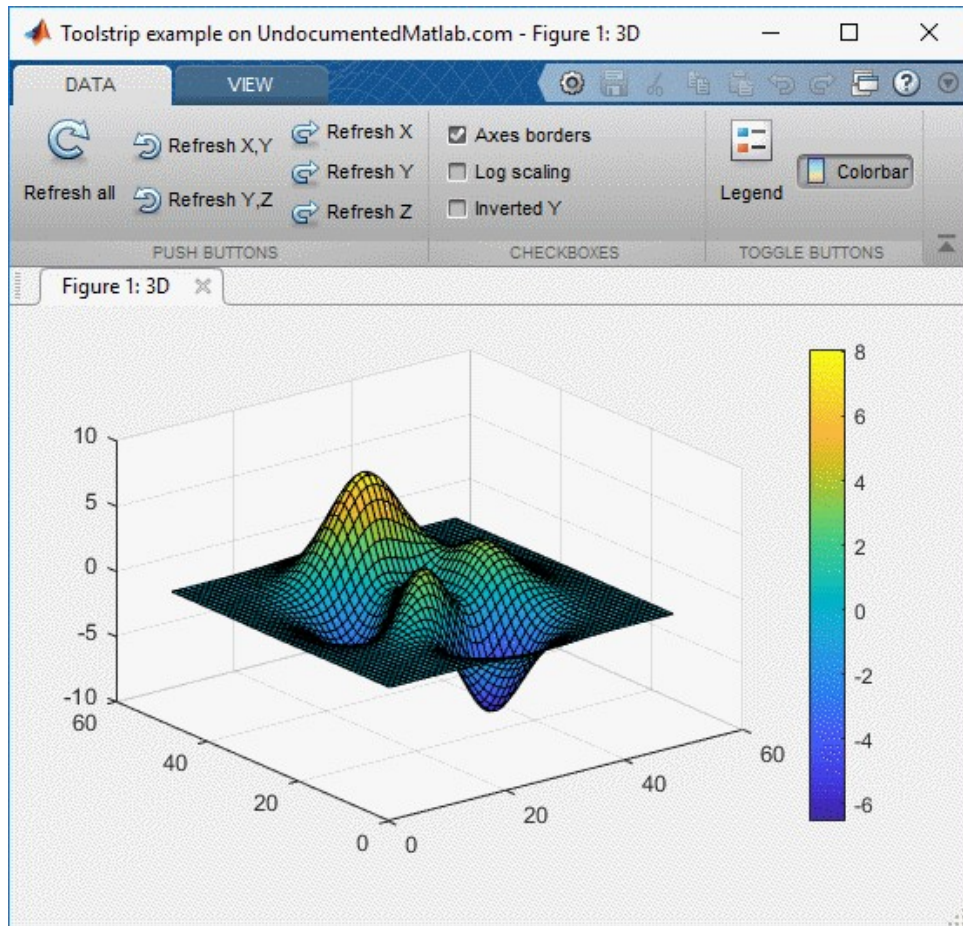 Toolstrip example on UndocumentedMatlab.com - Figure 1: 3D
DATA VIEW
Refresh all
Refresh X,Y
Refresh Y,Z
Refresh X
Refresh Y
Refresh Z
PUSH BUTTONS
Axes borders
Log scaling
Inverted Y
CHECKBOXES
Legend
Colorbar
TOGGLE BUTTONS
Figure 1: 3D
10
5
0
-5
-10
60
40
20
0
0
20
40
60
8
6
4
2
0
-2
-4
-6